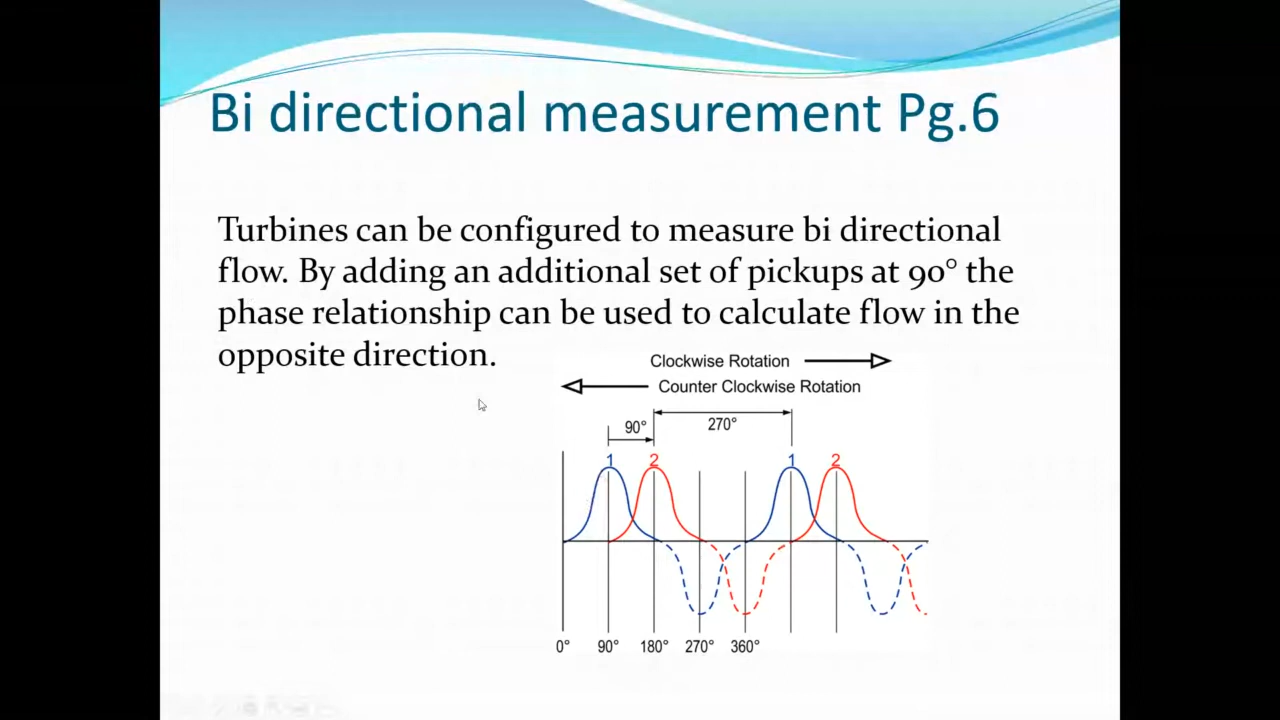 Bi directional measurement Pg.6
Turbines can be configured to measure bi directional
flow. By adding an additional set of pickups at 90° the
phase relationship can be used to calculate flow in the
opposite direction.
Clockwise Rotation
Counter Clockwise Rotation
90° 270°
1 2 1 2
0° 90° 180° 270° 360°